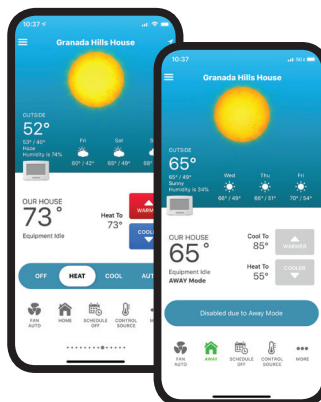 10:37
Granada Hills House
OUTSIDE
52°
53° / 40°
Haze
Humidity is 74%
Fri
Sat
60° / 42°
65° / 49°
68°
OUR HOUSE
73°
Equipment Idle
Heat To
73°
WARM
COOL
OFF
HEAT
COOL
AUT
FAN
AUTO
HOME
SCHEDULE
OFF
CONTROL
SOURCE
M
10:37
5G
Granada Hills House
OUTSIDE
65°
65° / 49°
Sunny
Humidity is 34%
Wed
Thu
Fri
66° / 49°
66° / 51°
70° / 54°
OUR HOUSE
65°
Equipment Idle
AWAY Mode
Cool To
85°
Heat To
55°
WARMER
COOLER
Disabled due to Away Mode
FAN
AUTO
AWAY
SCHEDULE
OFF
CONTROL
SOURCE
MORE